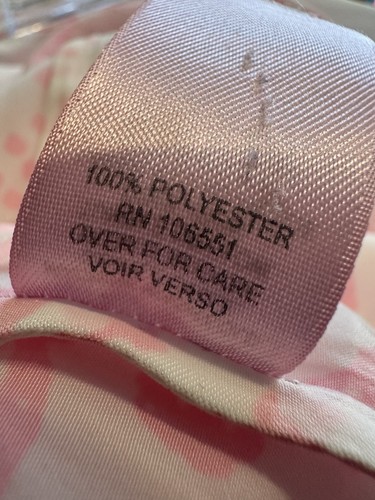 100% POLYESTER
RN 106551
OVER FOR CARE
VOIR VERSO